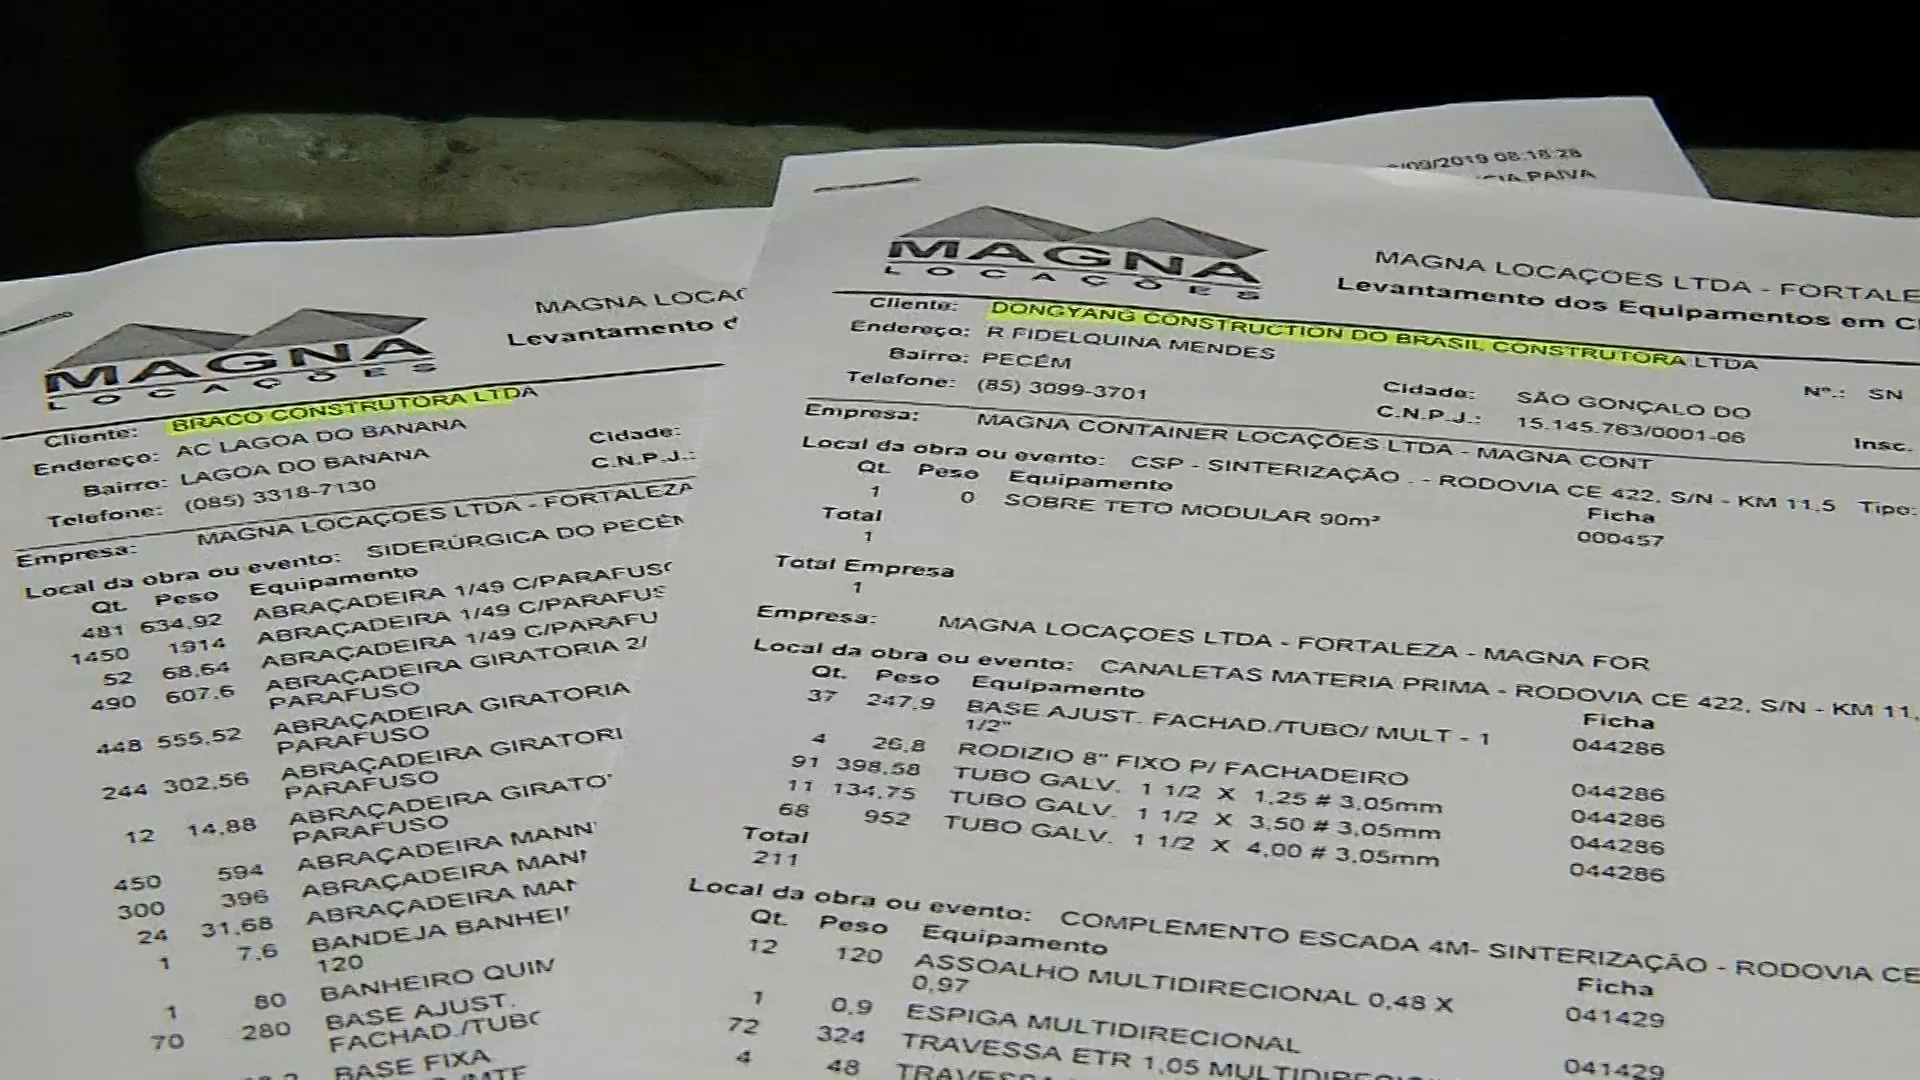 /09/2019 08:18:28
PAIVA
MAGNA
LOCAÇÕES
MAGNA LOCAÇ
Levantamento d
Cliente: BRACO CONSTRUTORA LTDA
Endereço: AC LAGOA DO BANANA
Bairro: LAGOA DO BANANA
Cidade:
Telefone: (085) 3318-7130
C.N.P.J.:
Empresa: MAGNA LOCAÇOES LTDA - FORTALEZA
Local da obra ou evento: SIDERÚRGICA DO PECÉM
Qt. Peso Equipamento
481 634,92 ABRAÇADEIRA 1/49 C/PARAFUSO
1450 1914 ABRAÇADEIRA 1/49 C/PARAFUS
52 68,64 ABRAÇADEIRA 1/49 C/PARAFU
490 607,6 ABRAÇADEIRA GIRATORIA 2/
PARAFUSO
448 555,52 ABRAÇADEIRA GIRATORIA
PARAFUSO
244 302,56 ABRAÇADEIRA GIRATORI
PARAFUSO
12 14,88 ABRAÇADEIRA GIRATO
PARAFUSO
450 594 ABRAÇADEIRA MANN
300 396 ABRAÇADEIRA MAN
24 31,68 ABRAÇADEIRA MA
1 7,6 BANDEJA BANHEI
120
1 80 BANHEIRO QUIM
70 280 BASE AJUST.
FACHAD./TUBO
BASE FIXA
MAGNA
LOCAÇÕES
MAGNA LOCAÇOES LTDA - FORTALE
Levantamento dos Equipamentos em C
Cliente: DONGYANG CONSTRUCTION DO BRASIL CONSTRUTORA LTDA
Endereço: R FIDELQUINA MENDES
Nº.: SN
Bairro: PECÉM
Cidade: SÃO GONÇALO DO
Telefone: (85) 3099-3701
C.N.P.J.: 15.145.763/0001-06
Insc.
Empresa: MAGNA CONTAINER LOCAÇÕES LTDA - MAGNA CONT
Local da obra ou evento: CSP - SINTERIZAÇÃO . - RODOVIA CE 422, S/N - KM 11,5 Tipo:
Qt. Peso Equipamento Ficha
1 0 SOBRE TETO MODULAR 90m² 000457
Total
1
Total Empresa
1
Empresa: MAGNA LOCAÇOES LTDA - FORTALEZA - MAGNA FOR
Local da obra ou evento: CANALETAS MATERIA PRIMA - RODOVIA CE 422, S/N - KM 11,
Qt. Peso Equipamento Ficha
37 247,9 BASE AJUST. FACHAD./TUBO/ MULT - 1 044286
1/2"
4 26,8 RODIZIO 8" FIXO P/ FACHADEIRO 044286
91 398,58 TUBO GALV. 1 1/2 X 1,25 # 3,05mm 044286
11 134,75 TUBO GALV. 1 1/2 X 3,50 # 3,05mm 044286
68 952 TUBO GALV. 1 1/2 X 4,00 # 3,05mm 044286
Total
211
Local da obra ou evento: COMPLEMENTO ESCADA 4M- SINTERIZAÇÃO - RODOVIA CE
Qt. Peso Equipamento Ficha
12 120 ASSOALHO MULTIDIRECIONAL 0,48 X 041429
0,97
1 0,9 ESPIGA MULTIDIRECIONAL 041429
72 324 TRAVESSA ETR 1,05 MULTIDIREC
4 48